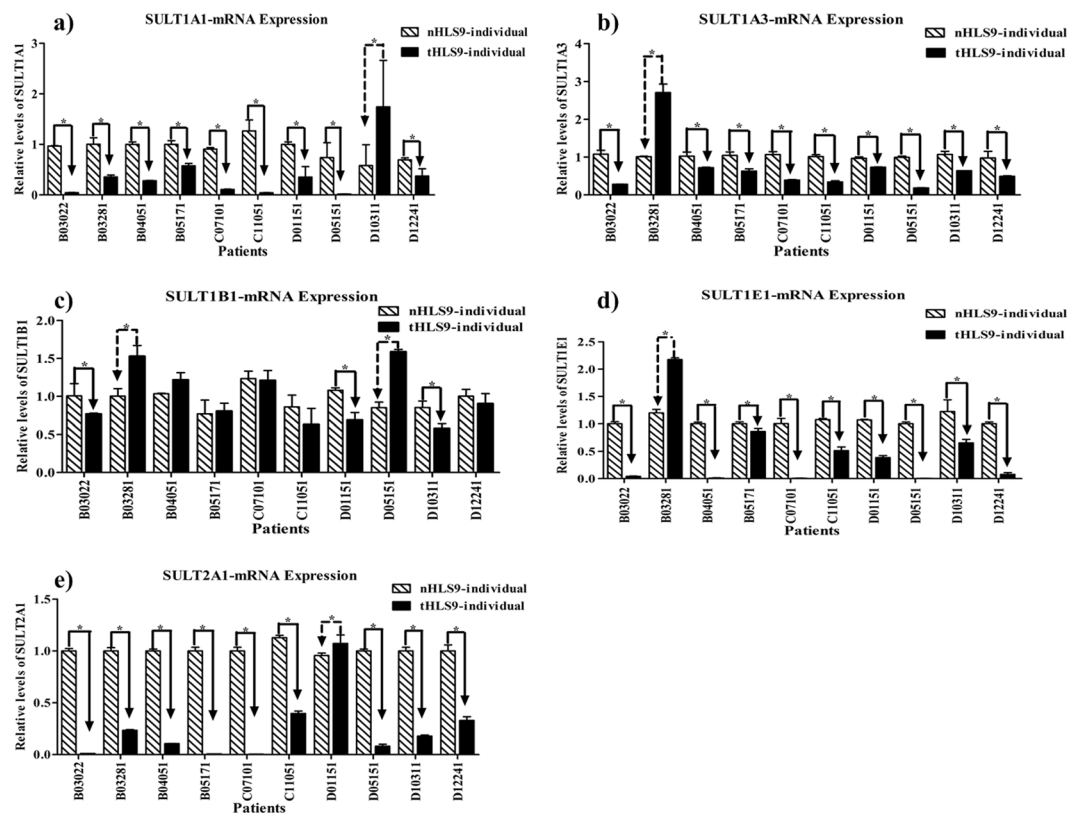 a)
SULT1A1-mRNA Expression
nHLS9-individual
tHLS9-individual
Relative levels of SULT1A1
3
2
1
0
* * * * * * * * * *
B03022 B03281 B04051 B05171 C07101 C11051 D01151 D05151 D10311 D12241
Patients
b)
SULT1A3-mRNA Expression
nHLS9-individual
tHLS9-individual
Relative levels of SULT1A3
4
3
2
1
0
* * * * * * * * * *
B03022 B03281 B04051 B05171 C07101 C11051 D01151 D05151 D10311 D12241
Patients
c)
SULT1B1-mRNA Expression
nHLS9-individual
tHLS9-individual
Relative levels of SULT1B1
2.0
1.5
1.0
0.5
0.0
* * * * *
B03022 B03281 B04051 B05171 C07101 C11051 D01151 D05151 D10311 D12241
Patients
d)
SULT1E1-mRNA Expression
nHLS9-individual
tHLS9-individual
Relative levels of SULT1E1
2.5
2.0
1.5
1.0
0.5
0.0
* * * * * * * * * *
B03022 B03281 B04051 B05171 C07101 C11051 D01151 D05151 D10311 D12241
Patients
e)
SULT2A1-mRNA Expression
nHLS9-individual
tHLS9-individual
Relative levels of SULT2A1
1.5
1.0
0.5
0.0
* * * * * * * * * *
B03022 B03281 B04051 B05171 C07101 C11051 D01151 D05151 D10311 D12241
Patients